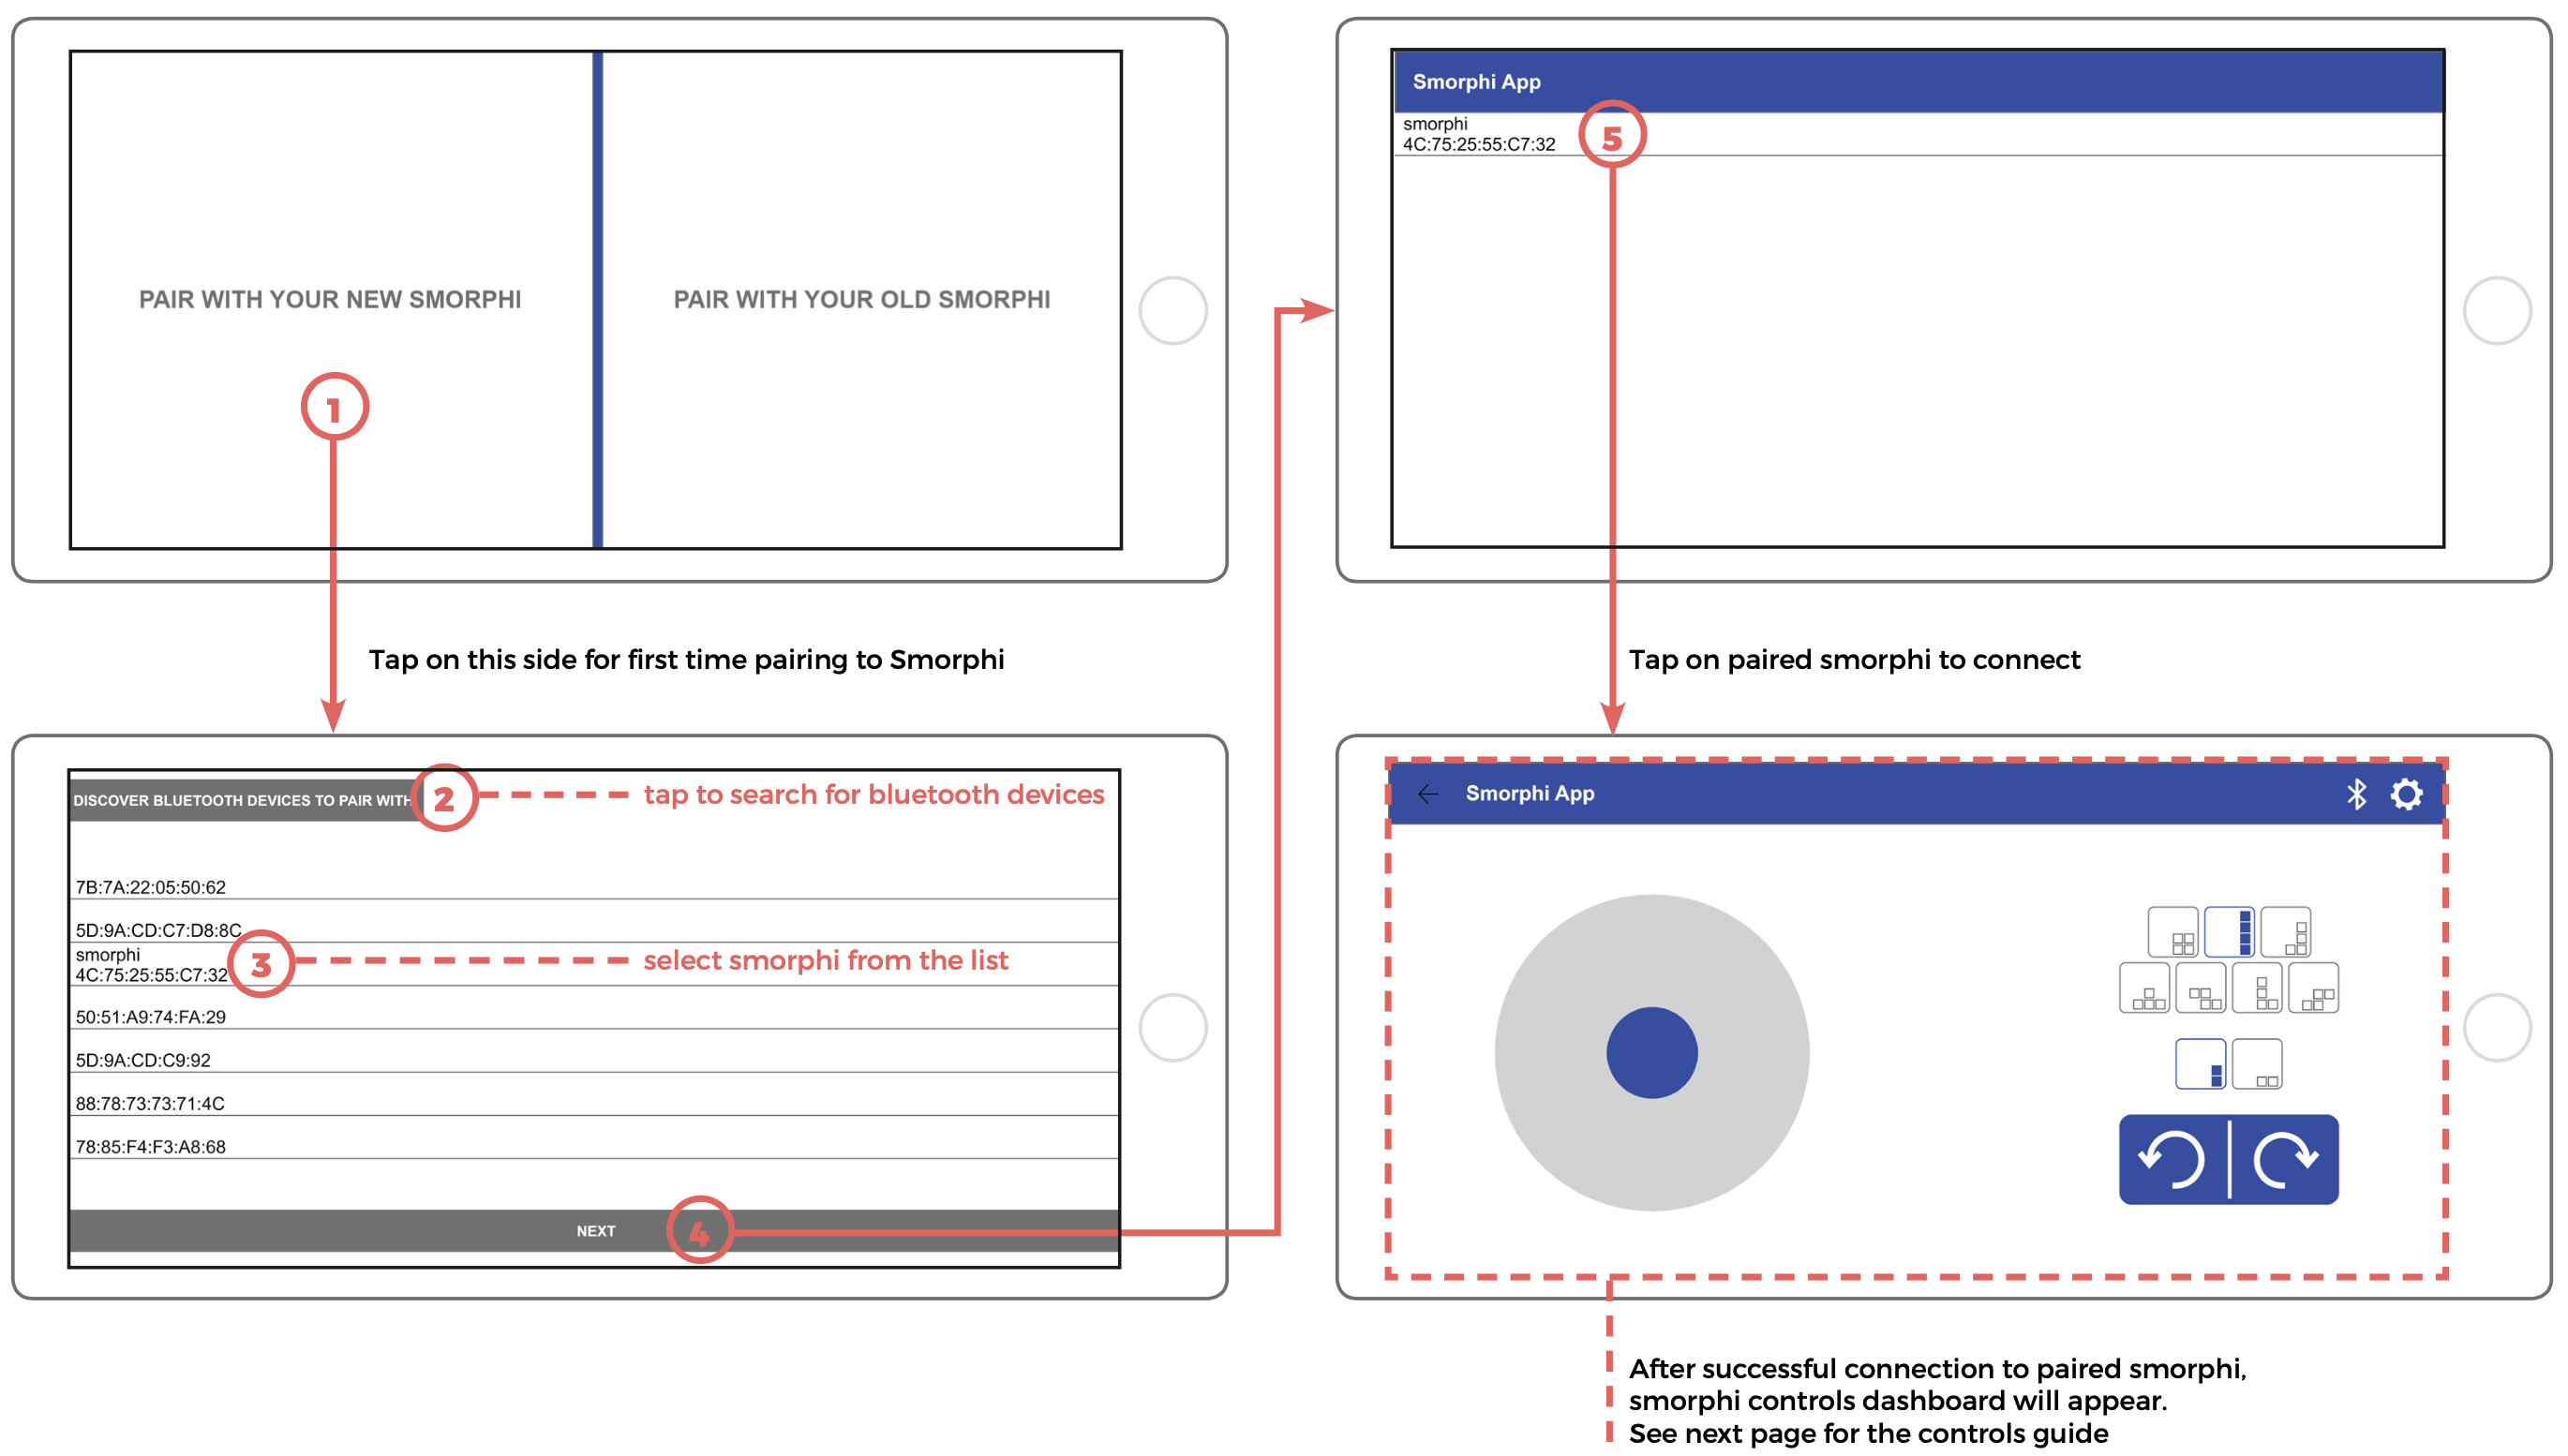 PAIR WITH YOUR NEW SMORPHI
PAIR WITH YOUR OLD SMORPHI
1
Tap on this side for first time pairing to Smorphi
DISCOVER BLUETOOTH DEVICES TO PAIR WITH
2
tap to search for bluetooth devices
7B:7A:22:05:50:62
5D:9A:CD:C7:D8:8C
smorphi
4C:75:25:55:C7:32
3
select smorphi from the list
50:51:A9:74:FA:29
5D:9A:CD:C9:92
88:78:73:73:71:4C
78:85:F4:F3:A8:68
NEXT
4
Smorphi App
smorphi
4C:75:25:55:C7:32
5
Tap on paired smorphi to connect
Smorphi App
After successful connection to paired smorphi,
smorphi controls dashboard will appear.
See next page for the controls guide